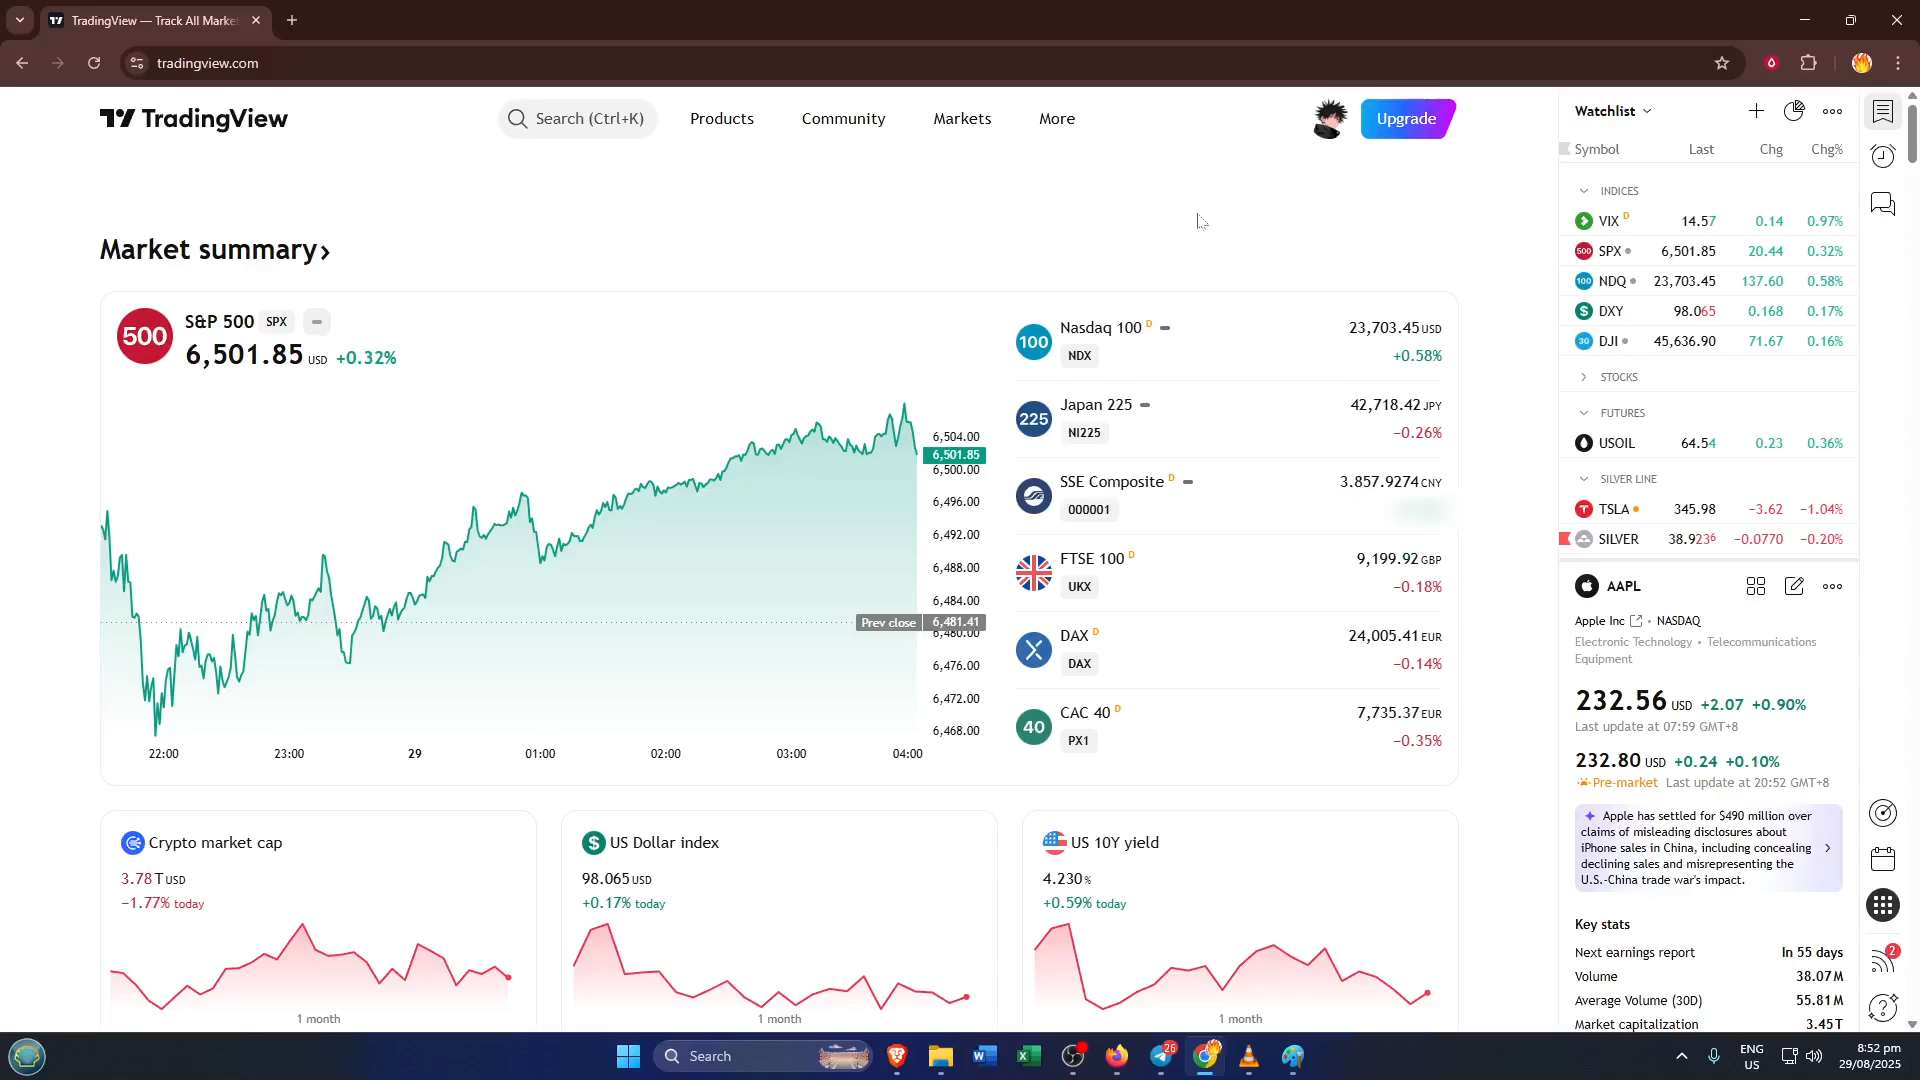 TradingView — Track All Marke
tradingview.com
TradingView
Search (Ctrl+K)
Products
Community
Markets
More
Upgrade
Market summary
500
S&P 500 SPX
6,501.85 USD +0.32%
6,504.00
6,501.85
6,500.00
6,496.00
6,492.00
6,488.00
6,484.00
Prev close 6,481.41
6,480.00
6,476.00
6,472.00
6,468.00
22:00 23:00 29 01:00 02:00 03:00 04:00
100
Nasdaq 100 D 23,703.45 USD
NDX +0.58%
225
Japan 225 42,718.42 JPY
NI225 −0.26%
SSE Composite D 3.857.9274 CNY
000001
FTSE 100 D 9,199.92 GBP
UKX −0.18%
DAX D 24,005.41 EUR
DAX −0.14%
40
CAC 40 D 7,735.37 EUR
PX1 −0.35%
Crypto market cap
3.78 T USD
−1.77% today
1 month
US Dollar index
98.065 USD
+0.17% today
1 month
US 10Y yield
4.230 %
+0.59% today
1 month
Watchlist
Symbol Last Chg Chg%
INDICES
VIX D 14.57 0.14 0.97%
500 SPX 6,501.85 20.44 0.32%
100 NDQ 23,703.45 137.60 0.58%
DXY 98.065 0.168 0.17%
30 DJI 45,636.90 71.67 0.16%
STOCKS
FUTURES
USOIL 64.54 0.23 0.36%
SILVER LINE
TSLA 345.98 −3.62 −1.04%
SILVER 38.9236 −0.0770 −0.20%
AAPL
Apple Inc • NASDAQ
Electronic Technology • Telecommunications
Equipment
232.56 USD +2.07 +0.90%
Last update at 07:59 GMT+8
232.80 USD +0.24 +0.10%
Pre-market Last update at 20:52 GMT+8
Apple has settled for $490 million over
claims of misleading disclosures about
iPhone sales in China, including concealing
declining sales and misrepresenting the
U.S.-China trade war's impact.
Key stats
Next earnings report In 55 days
Volume 38.07 M
Average Volume (30D) 55.81 M
Market capitalization 3.45 T
2
Search
26
ENG
US
8:52 pm
29/08/2025